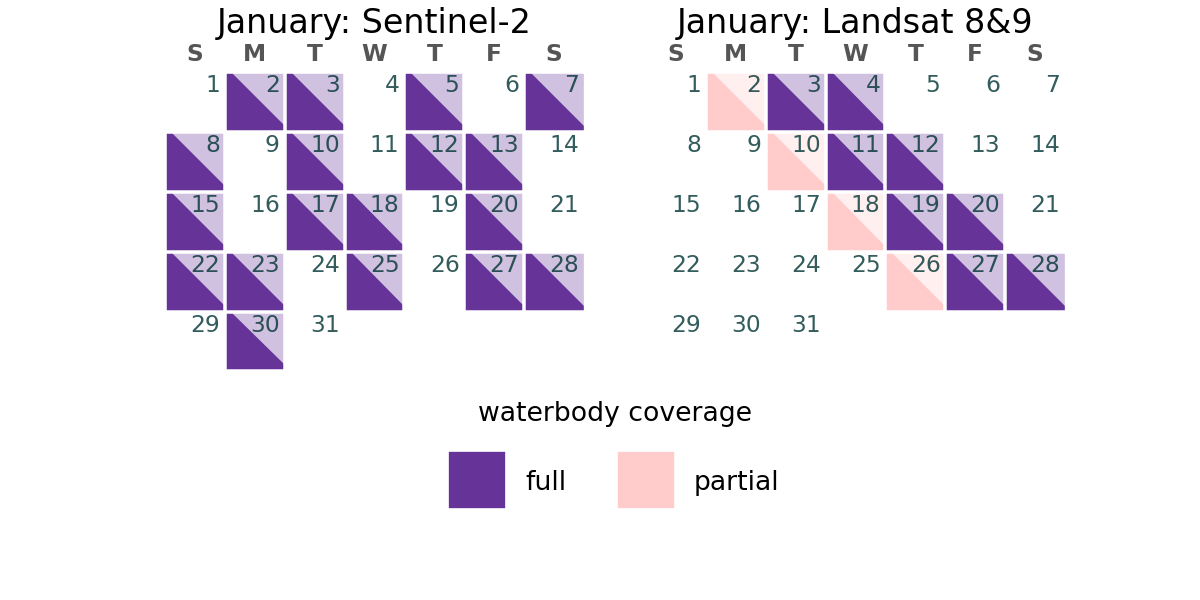 January: Sentinel-2
S M T W T F S
1 2 3 4 5 6 7
8 9 10 11 12 13 14
15 16 17 18 19 20 21
22 23 24 25 26 27 28
29 30 31
January: Landsat 8&9
S M T W T F S
1 2 3 4 5 6 7
8 9 10 11 12 13 14
15 16 17 18 19 20 21
22 23 24 25 26 27 28
29 30 31
waterbody coverage
full partial